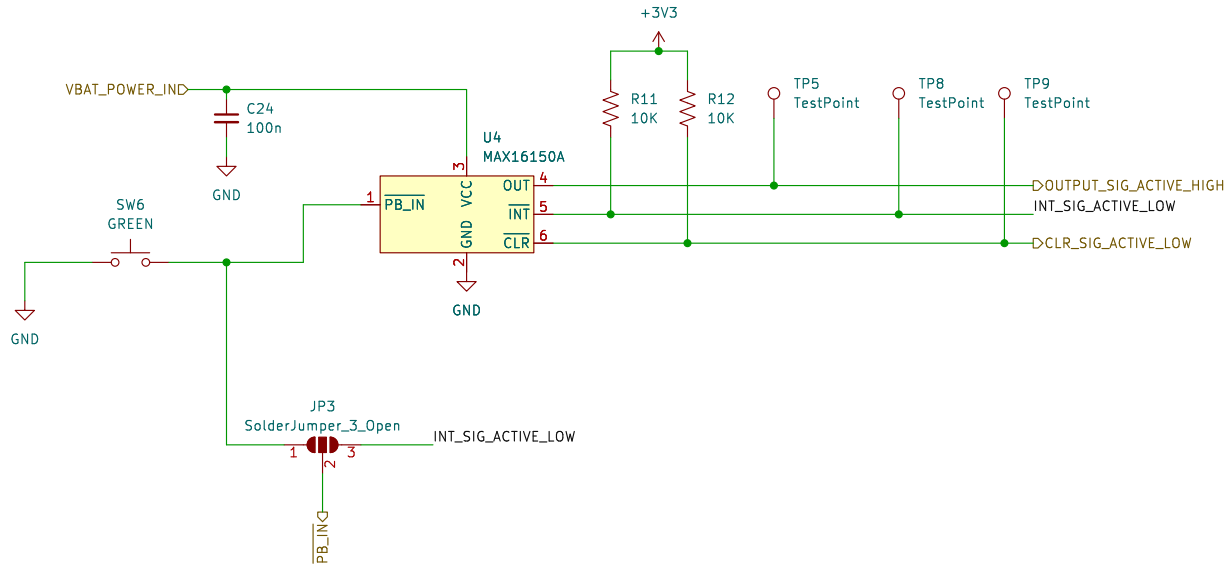 +3V3
VBAT_POWER_IN
C24
100n
GND
R11
10K
R12
10K
TP5
TestPoint
TP8
TestPoint
TP9
TestPoint
U4
MAX16150A
3
VCC
1
PB_IN
OUT
4
INT
5
CLR
6
GND
2
GND
OUTPUT_SIG_ACTIVE_HIGH
INT_SIG_ACTIVE_LOW
CLR_SIG_ACTIVE_LOW
SW6
GREEN
GND
JP3
SolderJumper_3_Open
1
2
3
INT_SIG_ACTIVE_LOW
PB_IN